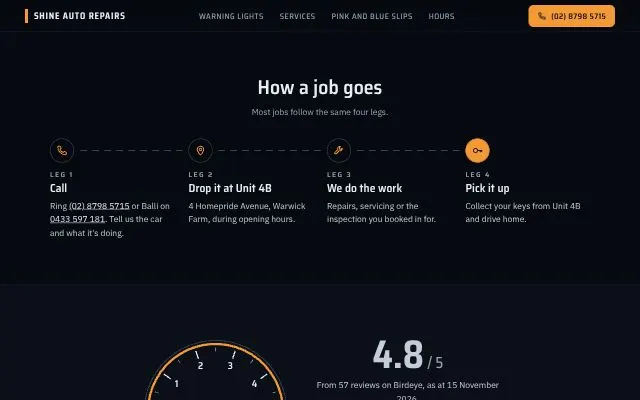 SHINE AUTO REPAIRS
WARNING LIGHTS
SERVICES
PINK AND BLUE SLIPS
HOURS
(02) 8798 5715
How a job goes
Most jobs follow the same four legs.
LEG 1
Call
Ring (02) 8798 5715 or Balli on
0433 597 181. Tell us the car
and what it's doing.
LEG 2
Drop it at Unit 4B
4 Homepride Avenue, Warwick
Farm, during opening hours.
LEG 3
We do the work
Repairs, servicing or the
inspection you booked in for.
LEG 4
Pick it up
Collect your keys from Unit 4B
and drive home.
1
2
3
4
4.8 / 5
From 57 reviews on Birdeye, as at 15 November
2026